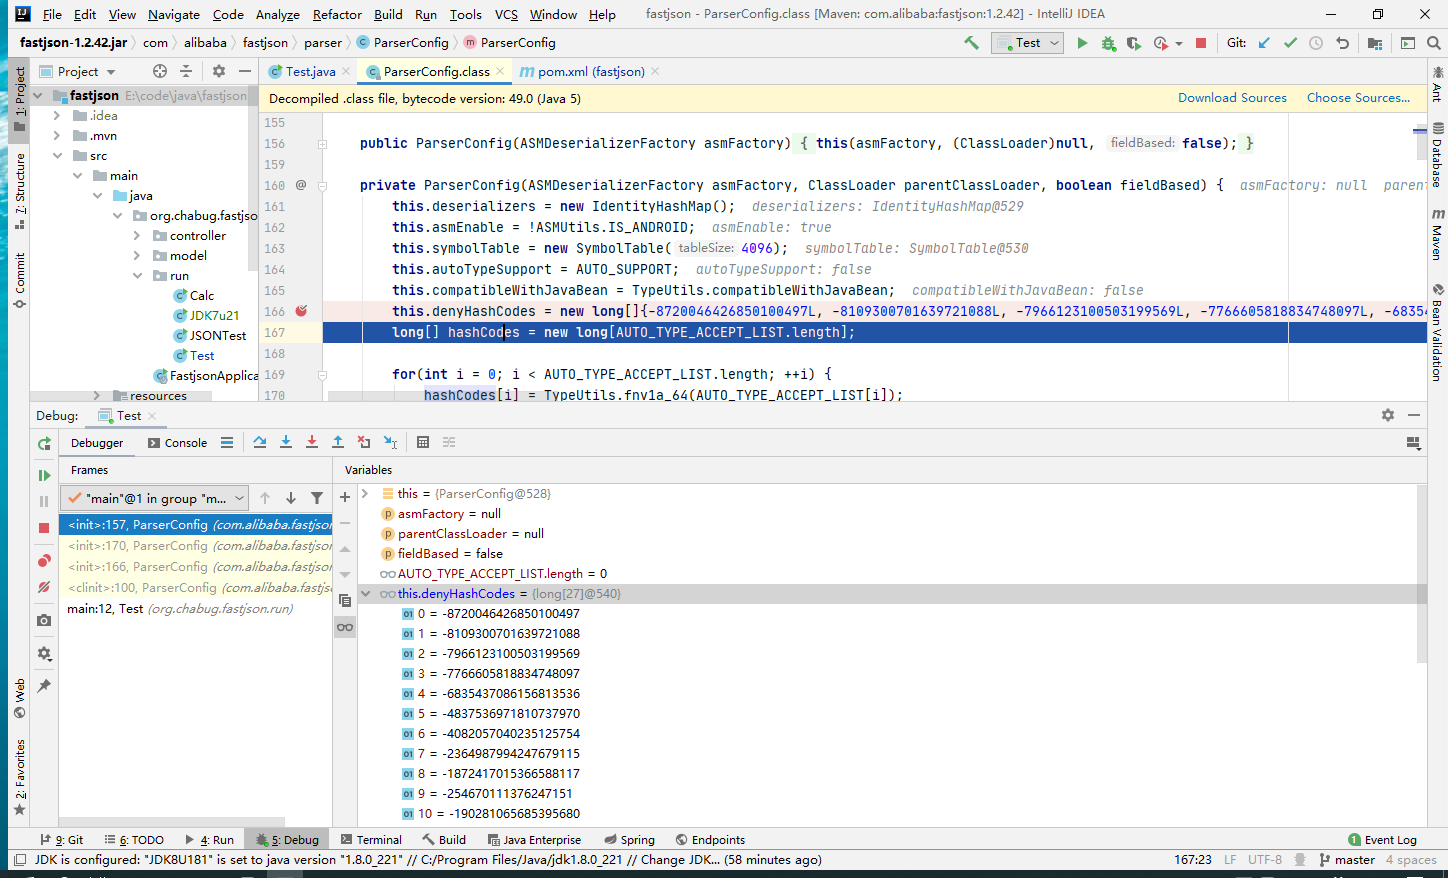 File Edit View Navigate Code Analyze Refactor Build Run Tools VCS Window Help fastjson - ParserConfig.class [Maven: com.alibaba:fastjson:1.2.42] - IntelliJ IDEA
fastjson-1.2.42.jar com alibaba fastjson parser ParserConfig ParserConfig Test Git:
Project Test.java ParserConfig.class pom.xml (fastjson)
1: Project
7: Structure
Commit
Web
2: Favorites
fastjson E:\code\java\fastjson
.idea
.mvn
src
main
java
org.chabug.fastjso
controller
model
run
Calc
JDK7u21
JSONTest
Test
FastjsonApplica
resources
Decompiled .class file, bytecode version: 49.0 (Java 5) Download Sources Choose Sources...
155
156 public ParserConfig(ASMDeserializerFactory asmFactory) { this(asmFactory, (ClassLoader)null, fieldBased: false); }
159
160 @ private ParserConfig(ASMDeserializerFactory asmFactory, ClassLoader parentClassLoader, boolean fieldBased) { asmFactory: null parent
161 this.deserializers = new IdentityHashMap(); deserializers: IdentityHashMap@529
162 this.asmEnable = !ASMUtils.IS_ANDROID; asmEnable: true
163 this.symbolTable = new SymbolTable( tableSize: 4096); symbolTable: SymbolTable@530
164 this.autoTypeSupport = AUTO_SUPPORT; autoTypeSupport: false
165 this.compatibleWithJavaBean = TypeUtils.compatibleWithJavaBean; compatibleWithJavaBean: false
166 this.denyHashCodes = new long[]{-8720046426850100497L, -8109300701639721088L, -7966123100503199569L, -7766605818834748097L, -68354
167 long[] hashCodes = new long[AUTO_TYPE_ACCEPT_LIST.length];
168
169 for(int i = 0; i < AUTO_TYPE_ACCEPT_LIST.length; ++i) {
170 hashCodes[i] = TypeUtils.fnv1a_64(AUTO_TYPE_ACCEPT_LIST[i]);
Ant
Database
Maven
Bean Validation
Debug: Test
Debugger Console
Frames
"main"@1 in group "m...
<init>:157, ParserConfig (com.alibaba.fastjson
<init>:170, ParserConfig (com.alibaba.fastjson
<init>:166, ParserConfig (com.alibaba.fastjson
<clinit>:100, ParserConfig (com.alibaba.fastjs
main:12, Test (org.chabug.fastjson.run)
Variables
this = {ParserConfig@528}
asmFactory = null
parentClassLoader = null
fieldBased = false
AUTO_TYPE_ACCEPT_LIST.length = 0
this.denyHashCodes = {long[27]@540}
0 = -8720046426850100497
1 = -8109300701639721088
2 = -7966123100503199569
3 = -7766605818834748097
4 = -6835437086156813536
5 = -4837536971810737970
6 = -4082057040235125754
7 = -2364987994247679115
8 = -1872417015366588117
9 = -254670111376247151
10 = -190281065685395680
9: Git 6: TODO 4: Run 5: Debug Terminal Build Java Enterprise Spring Endpoints 1 Event Log
JDK is configured: "JDK8U181" is set to java version "1.8.0_221" // C:/Program Files/Java/jdk1.8.0_221 // Change JDK... (58 minutes ago) 167:23 LF UTF-8 master 4 spaces